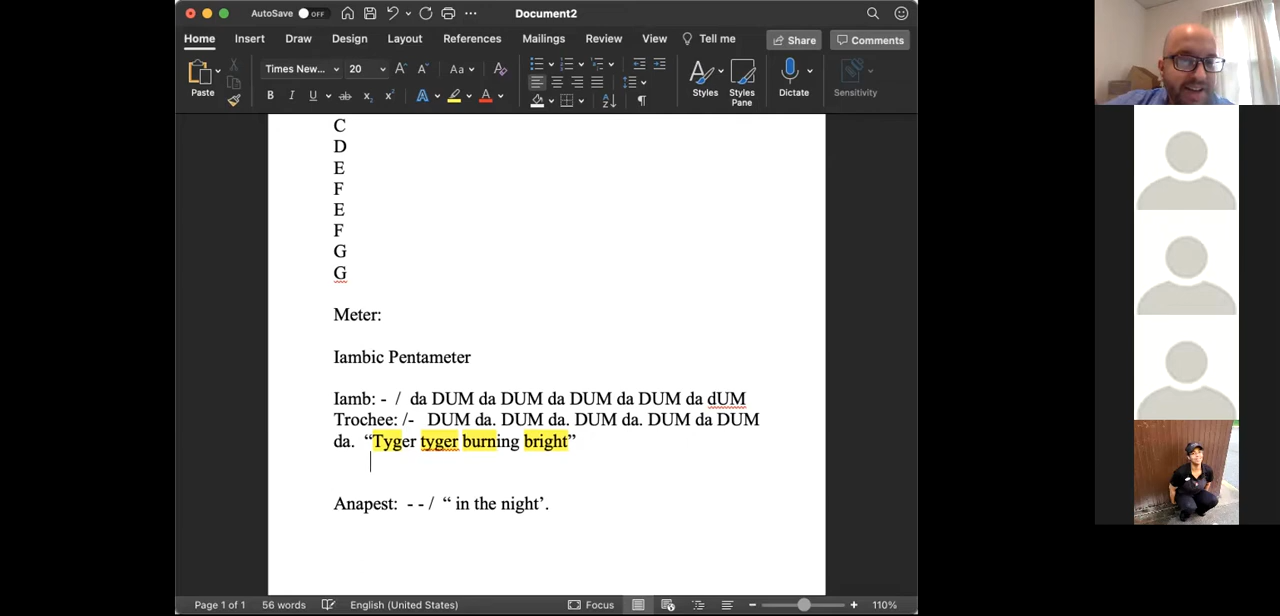 AutoSave OFF Document2
Home Insert Draw Design Layout References Mailings Review View Tell me Share Comments
Paste Times New... 20 Aa Styles Styles Pane Dictate Sensitivity
C
D
E
F
E
F
G
G
Meter:
Iambic Pentameter
Iamb: - / da DUM da DUM da DUM da DUM da dUM
Trochee: /- DUM da. DUM da. DUM da. DUM da DUM
da. “Tyger tyger burning bright”
Anapest: - - / “ in the night’.
Page 1 of 1 56 words English (United States) Focus 110%